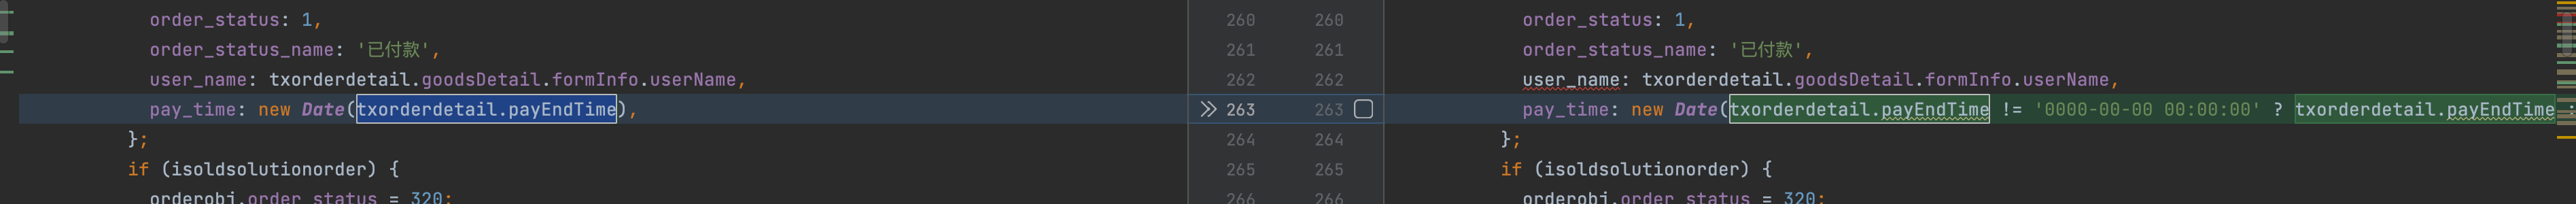 order_status: 1,
order_status_name: '已付款',
user_name: txorderdetail.goodsDetail.formInfo.userName,
pay_time: new Date(txorderdetail.payEndTime),
};
if (isoldsolutionorder) {
orderobj.order_status = 320;
260 260
261 261
262 262
263 263
264 264
265 265
266 266
order_status: 1,
order_status_name: '已付款',
user_name: txorderdetail.goodsDetail.formInfo.userName,
pay_time: new Date(txorderdetail.payEndTime != '0000-00-00 00:00:00' ? txorderdetail.payEndTime :
};
if (isoldsolutionorder) {
orderobj.order_status = 320;